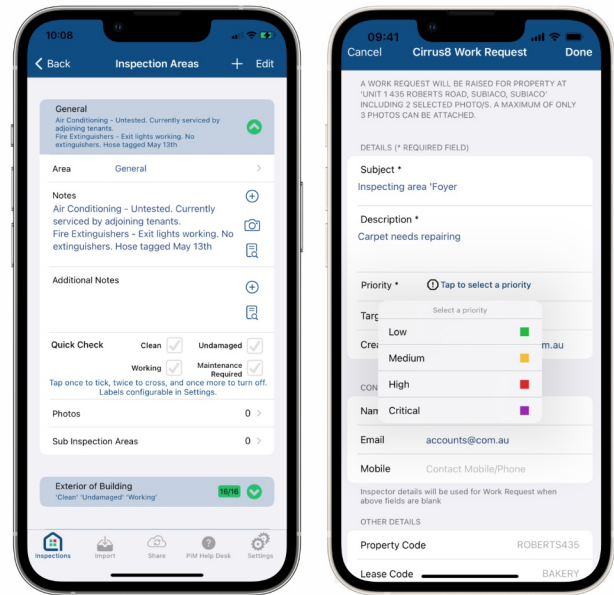 10:08
Back
Inspection Areas
+ Edit
General
Air Conditioning - Untested. Currently serviced by
adjoining tenants.
Fire Extinguishers - Exit lights working. No
extinguishers. Hose tagged May 13th
Area General
Notes
Air Conditioning - Untested. Currently
serviced by adjoining tenants.
Fire Extinguishers - Exit lights working. No
extinguishers. Hose tagged May 13th
Additional Notes
Quick Check Clean Undamaged
Working Maintenance
Required
Tap once to tick, twice to cross, and once more to turn off.
Labels configurable in Settings.
Photos 0
Sub Inspection Areas 0
Exterior of Building
'Clean' 'Undamaged' 'Working'
16/16
Inspections Import Share PIM Help Desk Settings
09:41
Cancel Cirrus8 Work Request Done
A WORK REQUEST WILL BE RAISED FOR PROPERTY AT
'UNIT 1 435 ROBERTS ROAD, SUBIACO, SUBIACO'
INCLUDING 2 SELECTED PHOTO/S. A MAXIMUM OF ONLY
3 PHOTOS CAN BE ATTACHED.
DETAILS (* REQUIRED FIELD)
Subject *
Inspecting area 'Foyer
Description *
Carpet needs repairing
Priority * Tap to select a priority
Select a priority
Targ
Low
Crea m.au
Medium
High
CON
Critical
Nam
Email accounts@com.au
Mobile Contact Mobile/Phone
Inspector details will be used for Work Request when
above fields are blank
OTHER DETAILS
Property Code ROBERTS435
Lease Code BAKERY